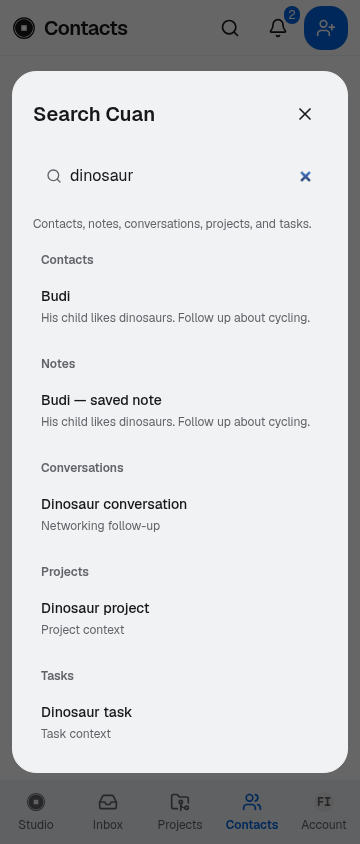 Contacts
2
Search Cuan
dinosaur
Contacts, notes, conversations, projects, and tasks.
Contacts
Budi
His child likes dinosaurs. Follow up about cycling.
Notes
Budi — saved note
His child likes dinosaurs. Follow up about cycling.
Conversations
Dinosaur conversation
Networking follow-up
Projects
Dinosaur project
Project context
Tasks
Dinosaur task
Task context
FI
Studio Inbox Projects Contacts Account